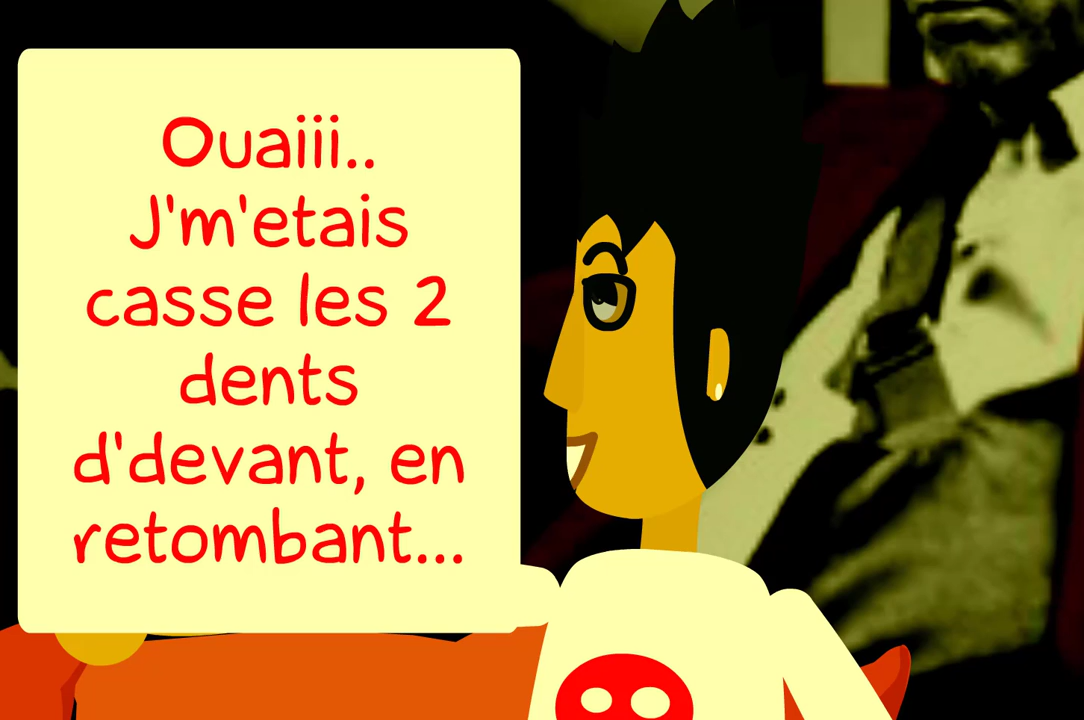 Ouaiii..
J'm'etais
casse les 2
dents
d'devant, en
retombant...